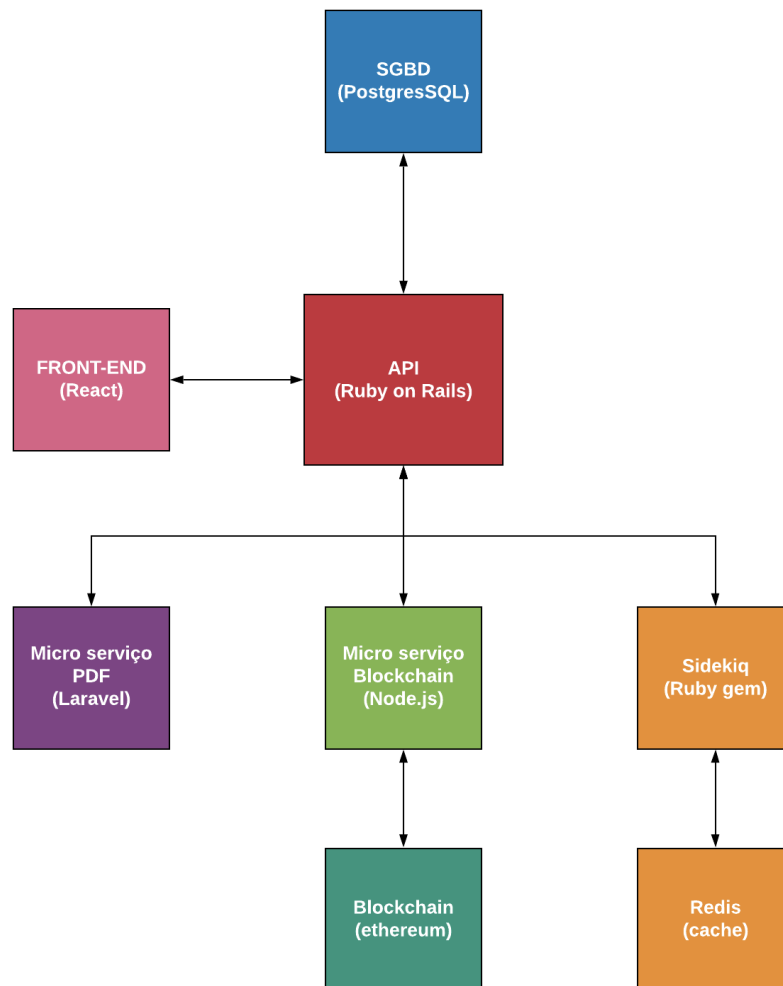 SGBD
(PostgresSQL)
FRONT-END
(React)
API
(Ruby on Rails)
Micro serviço
PDF
(Laravel)
Micro serviço
Blockchain
(Node.js)
Sidekiq
(Ruby gem)
Blockchain
(ethereum)
Redis
(cache)